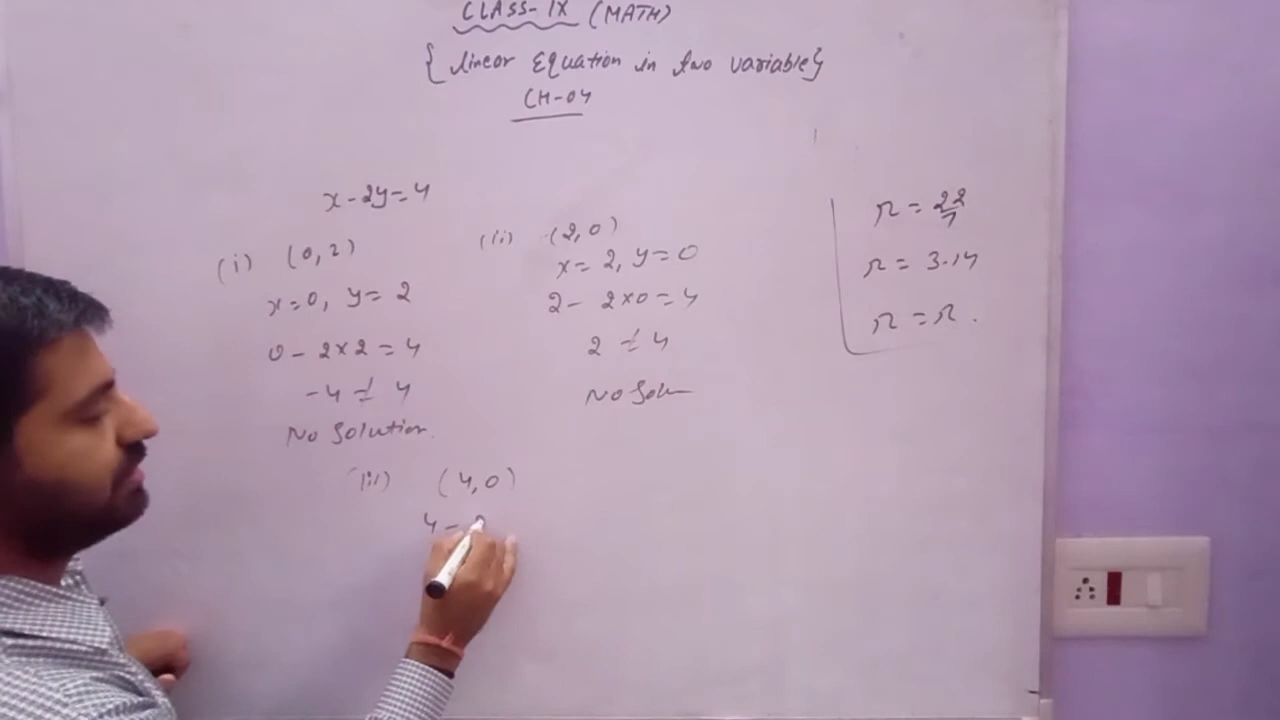 CLASS-IX (MATH)
{linear Equation in two variable}
CH-04
x-2y=4
(i) (0,2)
x=0, y=2
0-2×2=4
-4≠4
No Solution.
(ii) (2,0)
x=2, y=0
2-2×0=4
2≠4
No Soln
(iii) (4,0)
4-
π=22/7
π=3.14
π=π.